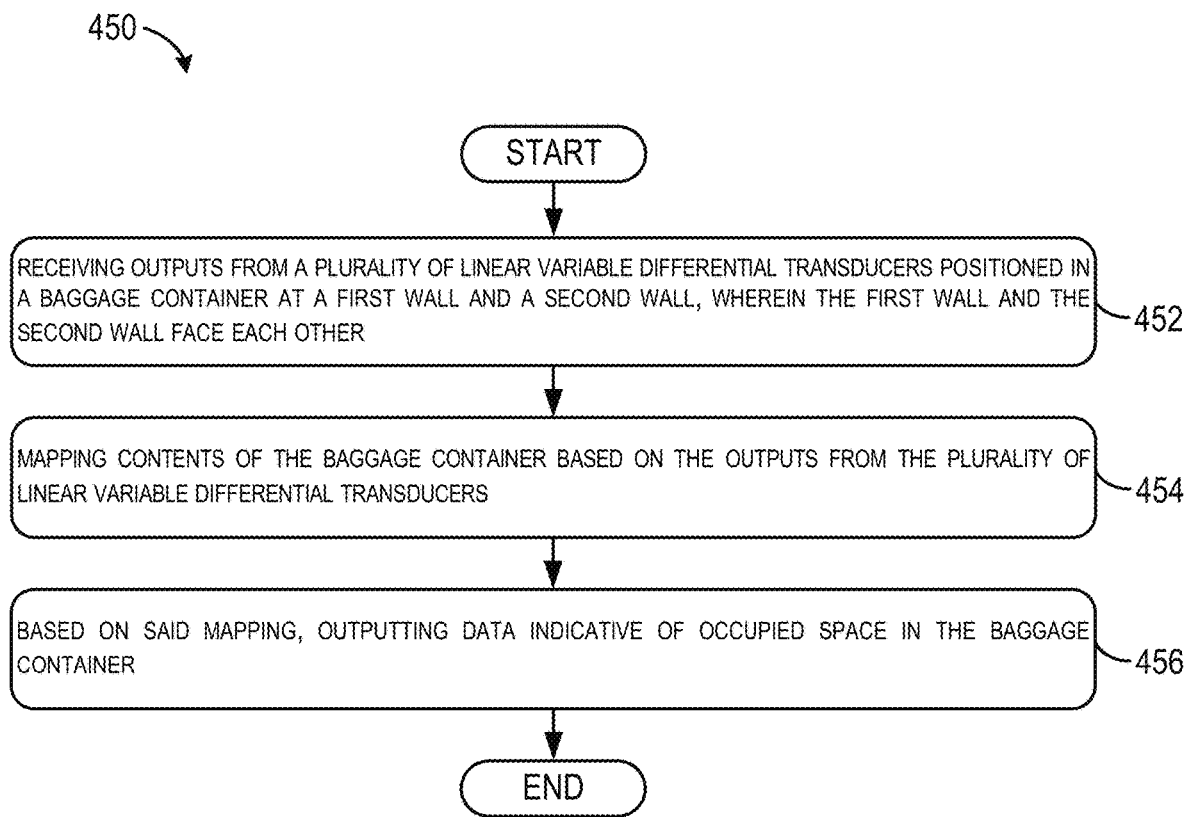 450
START
RECEIVING OUTPUTS FROM A PLURALITY OF LINEAR VARIABLE DIFFERENTIAL TRANSDUCERS POSITIONED IN
A BAGGAGE CONTAINER AT A FIRST WALL AND A SECOND WALL, WHEREIN THE FIRST WALL AND THE
SECOND WALL FACE EACH OTHER
452
MAPPING CONTENTS OF THE BAGGAGE CONTAINER BASED ON THE OUTPUTS FROM THE PLURALITY OF
LINEAR VARIABLE DIFFERENTIAL TRANSDUCERS
454
BASED ON SAID MAPPING, OUTPUTTING DATA INDICATIVE OF OCCUPIED SPACE IN THE BAGGAGE
CONTAINER
456
END